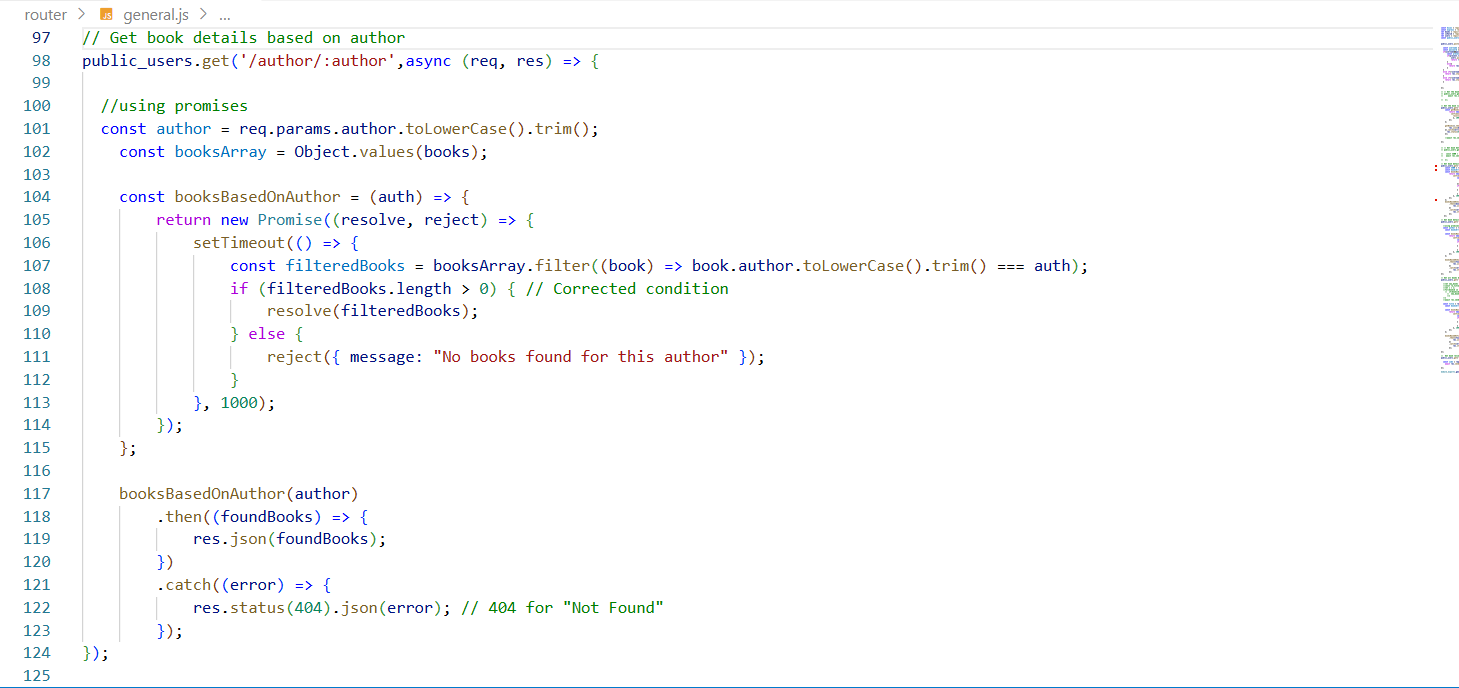 router > JS general.js > ...
97 // Get book details based on author
98 public_users.get('/author/:author',async (req, res) => {
99
100   //using promises
101   const author = req.params.author.toLowerCase().trim();
102     const booksArray = Object.values(books);
103
104     const booksBasedOnAuthor = (auth) => {
105         return new Promise((resolve, reject) => {
106             setTimeout(() => {
107                 const filteredBooks = booksArray.filter((book) => book.author.toLowerCase().trim() === auth);
108                 if (filteredBooks.length > 0) { // Corrected condition
109                     resolve(filteredBooks);
110                 } else {
111                     reject({ message: "No books found for this author" });
112                 }
113             }, 1000);
114         });
115     };
116
117     booksBasedOnAuthor(author)
118         .then((foundBooks) => {
119             res.json(foundBooks);
120         })
121         .catch((error) => {
122             res.status(404).json(error); // 404 for "Not Found"
123         });
124 });
125